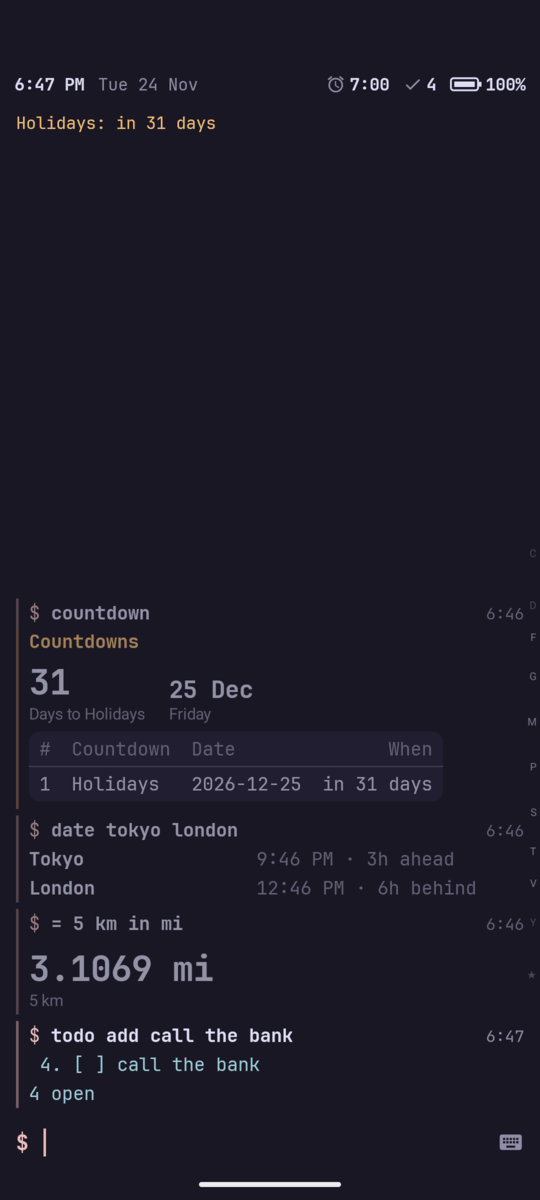 6:47 PM Tue 24 Nov 7:00 4 100%
Holidays: in 31 days
C
$ countdown 6:46
D
Countdowns
F
31 25 Dec
G
Days to Holidays Friday
M
# Countdown Date When
P
1 Holidays 2026-12-25 in 31 days
S
$ date tokyo london 6:46
T
Tokyo 9:46 PM · 3h ahead
V
London 12:46 PM · 6h behind
$ = 5 km in mi 6:46
Y
3.1069 mi
★
5 km
$ todo add call the bank 6:47
4. [ ] call the bank
4 open
$